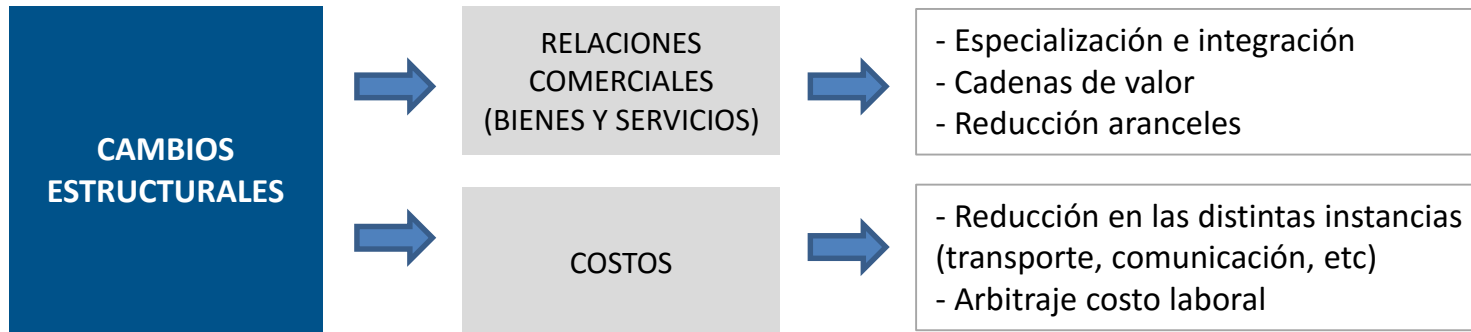 CAMBIOS
ESTRUCTURALES
RELACIONES
COMERCIALES
(BIENES Y SERVICIOS)
- Especialización e integración
- Cadenas de valor
- Reducción aranceles
COSTOS
- Reducción en las distintas instancias
(transporte, comunicación, etc)
- Arbitraje costo laboral